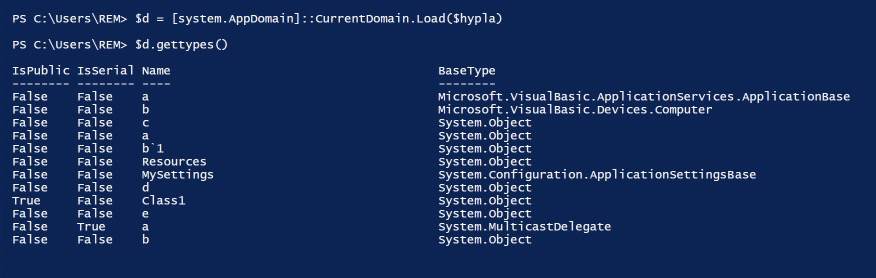 PS C:\Users\REM> $d = [system.AppDomain]::CurrentDomain.Load($hypla)
PS C:\Users\REM> $d.gettypes()
IsPublic IsSerial Name                                     BaseType
-------- -------- ----                                     --------
False    False    a                                        Microsoft.VisualBasic.ApplicationServices.ApplicationBase
False    False    b                                        Microsoft.VisualBasic.Devices.Computer
False    False    c                                        System.Object
False    False    a                                        System.Object
False    False    b`1                                      System.Object
False    False    Resources                                System.Object
False    False    MySettings                               System.Configuration.ApplicationSettingsBase
False    False    d                                        System.Object
True     False    Class1                                   System.Object
False    False    e                                        System.Object
False    True     a                                        System.MulticastDelegate
False    False    b                                        System.Object